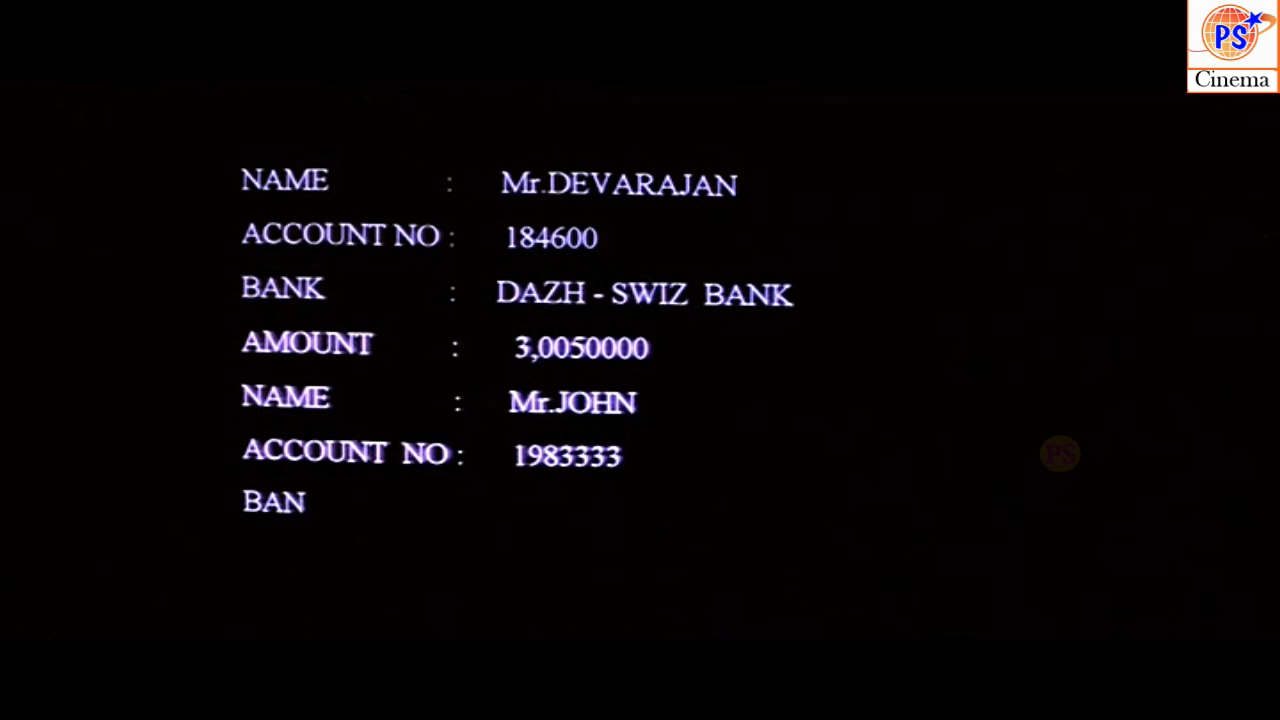 PS
Cinema
NAME : Mr.DEVARAJAN
ACCOUNT NO : 184600
BANK : DAZH - SWIZ BANK
AMOUNT : 3,0050000
NAME : Mr.JOHN
ACCOUNT NO : 1983333
BAN
PS